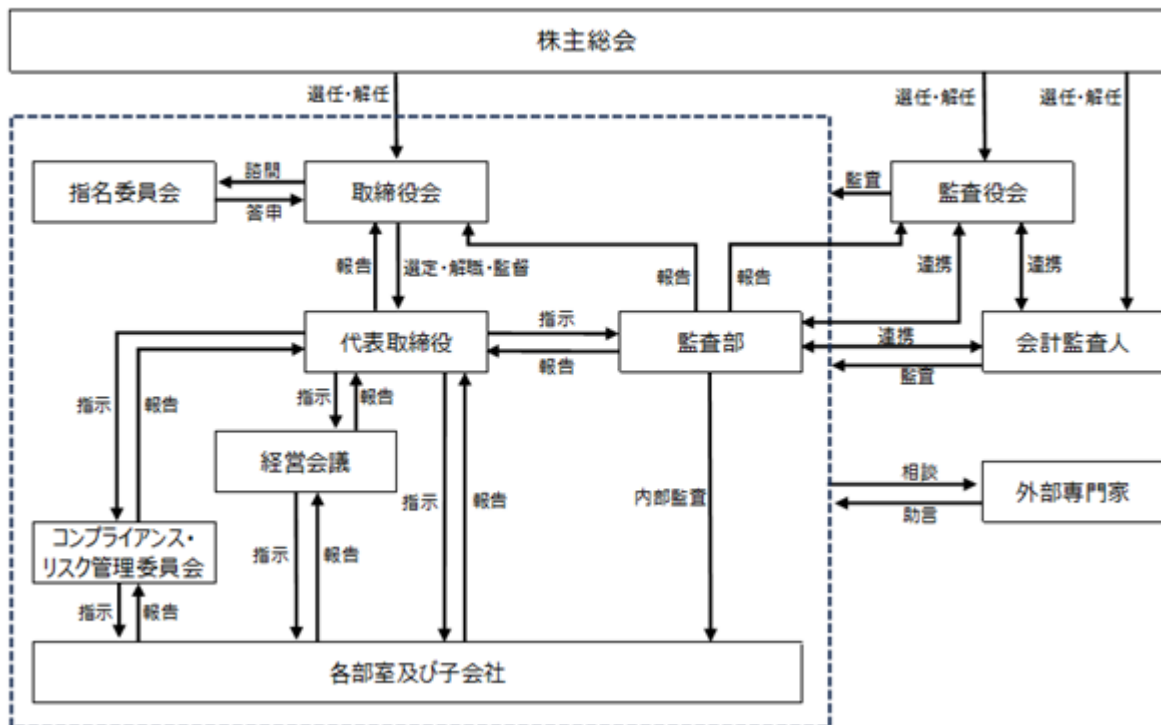 株主総会
選任・解任
選任・解任
選任・解任
指名委員会
諮問
答申
取締役会
監査
監査役会
報告
選定・解職・監督
報告
報告
連携
連携
代表取締役
指示
報告
監査部
連携
監査
会計監査人
指示
報告
指示
報告
経営会議
指示
報告
内部監査
相談
助言
外部専門家
コンプライアンス・
リスク管理委員会
指示
報告
指示
報告
各部室及び子会社